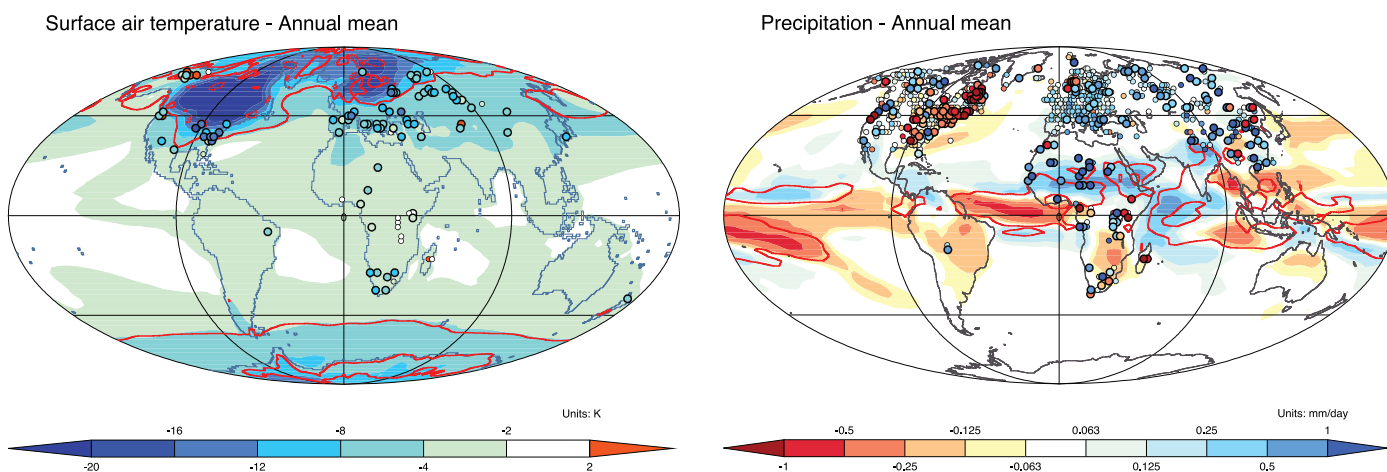 Surface air temperature - Annual mean
Precipitation - Annual mean
Units: K
Units: mm/day
-16 -8 -2
-20 -12 -4 2
-0.5 -0.125 0.063 0.25 1
-1 -0.25 -0.063 0.125 0.5